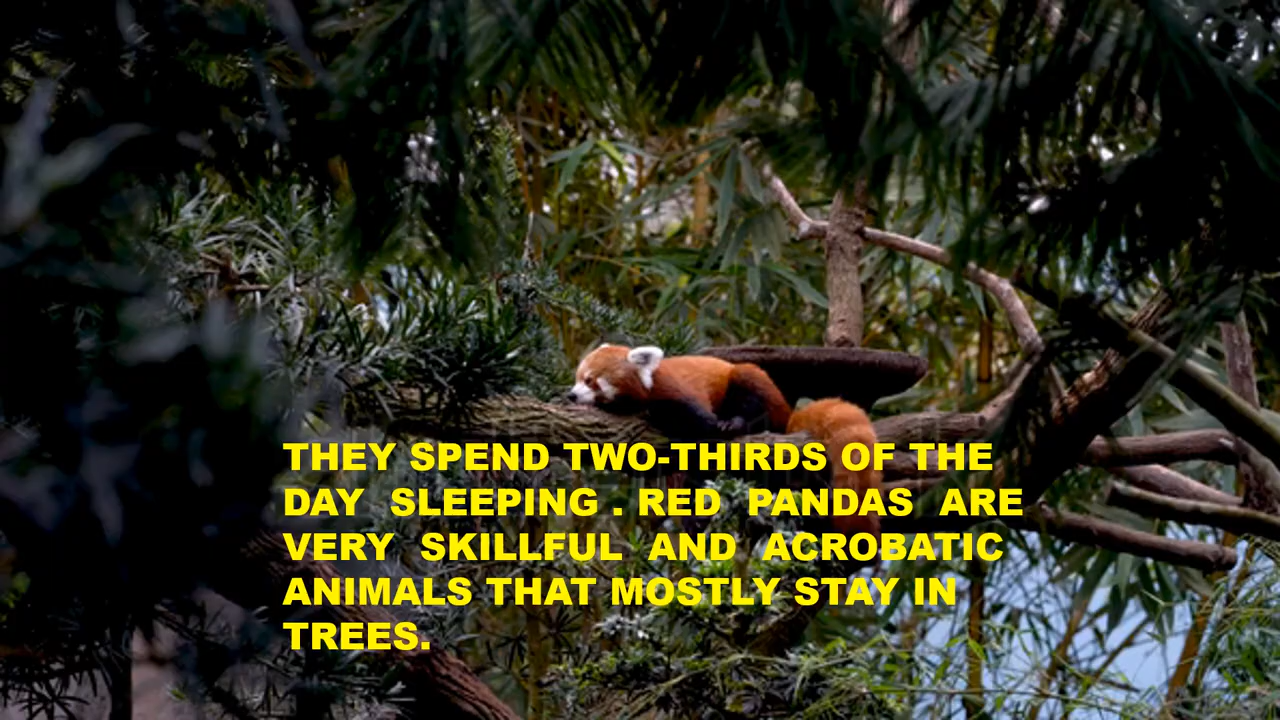 THEY SPEND TWO-THIRDS OF THE
DAY SLEEPING . RED PANDAS ARE
VERY SKILLFUL AND ACROBATIC
ANIMALS THAT MOSTLY STAY IN
TREES.